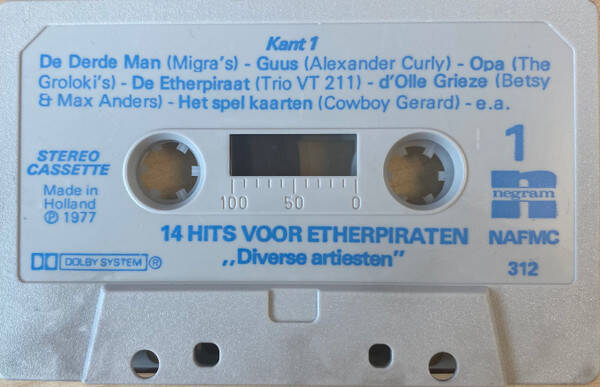 Kant 1
De Derde Man (Migra's) - Guus (Alexander Curly) - Opa (The
Groloki's) - De Etherpiraat (Trio VT 211) - d'Olle Grieze (Betsy
& Max Anders) - Het spel kaarten (Cowboy Gerard) - e.a.
STEREO
CASSETTE
Made in
Holland
Ⓟ 1977
100 50 0
1
negram
n
14 HITS VOOR ETHERPIRATEN
„Diverse artiesten"
NAFMC
312
DOLBY SYSTEM ®